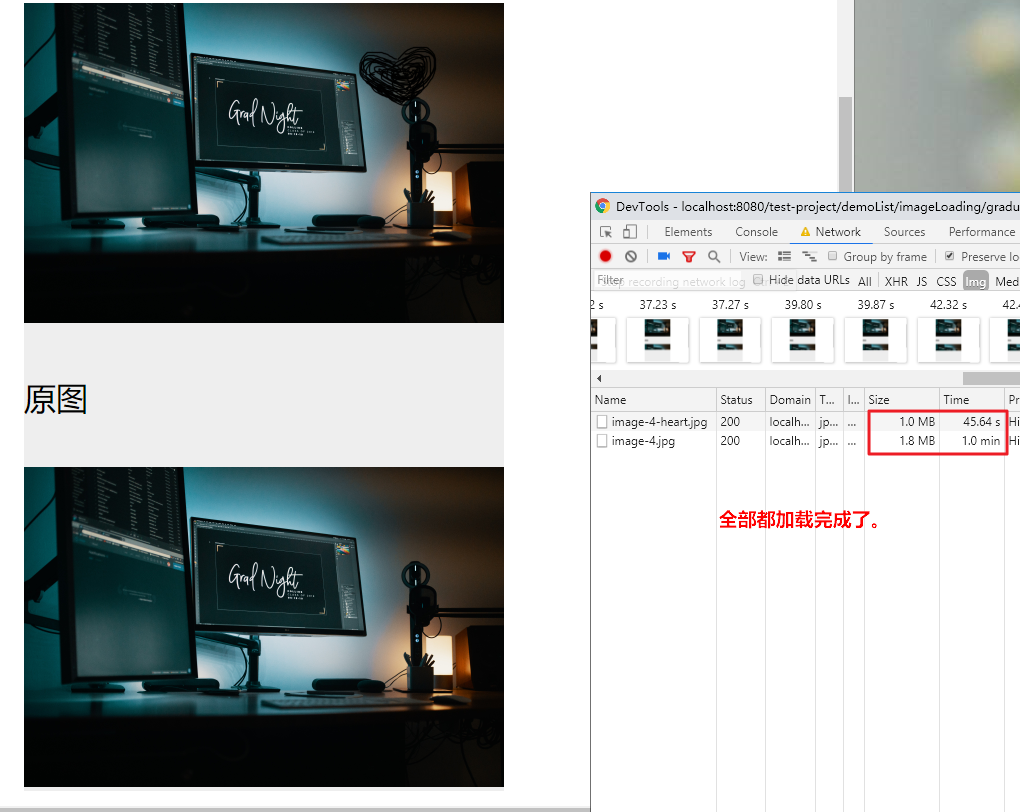 Grad Night
原图
Grad Night
DevTools - localhost:8080/test-project/demoList/imageLoading/gradu
Elements Console Network Sources Performance
View: Group by frame Preserve lo
Filter Stop recording network log Hide data URLs All XHR JS CSS Img Med
2 s 37.23 s 37.27 s 39.80 s 39.87 s 42.32 s 42.4
Name Status Domain T... I... Size Time Pr
image-4-heart.jpg 200 localh... jp... ... 1.0 MB 45.64 s Hi
image-4.jpg 200 localh... jp... ... 1.8 MB 1.0 min Hi
全部都加载完成了。